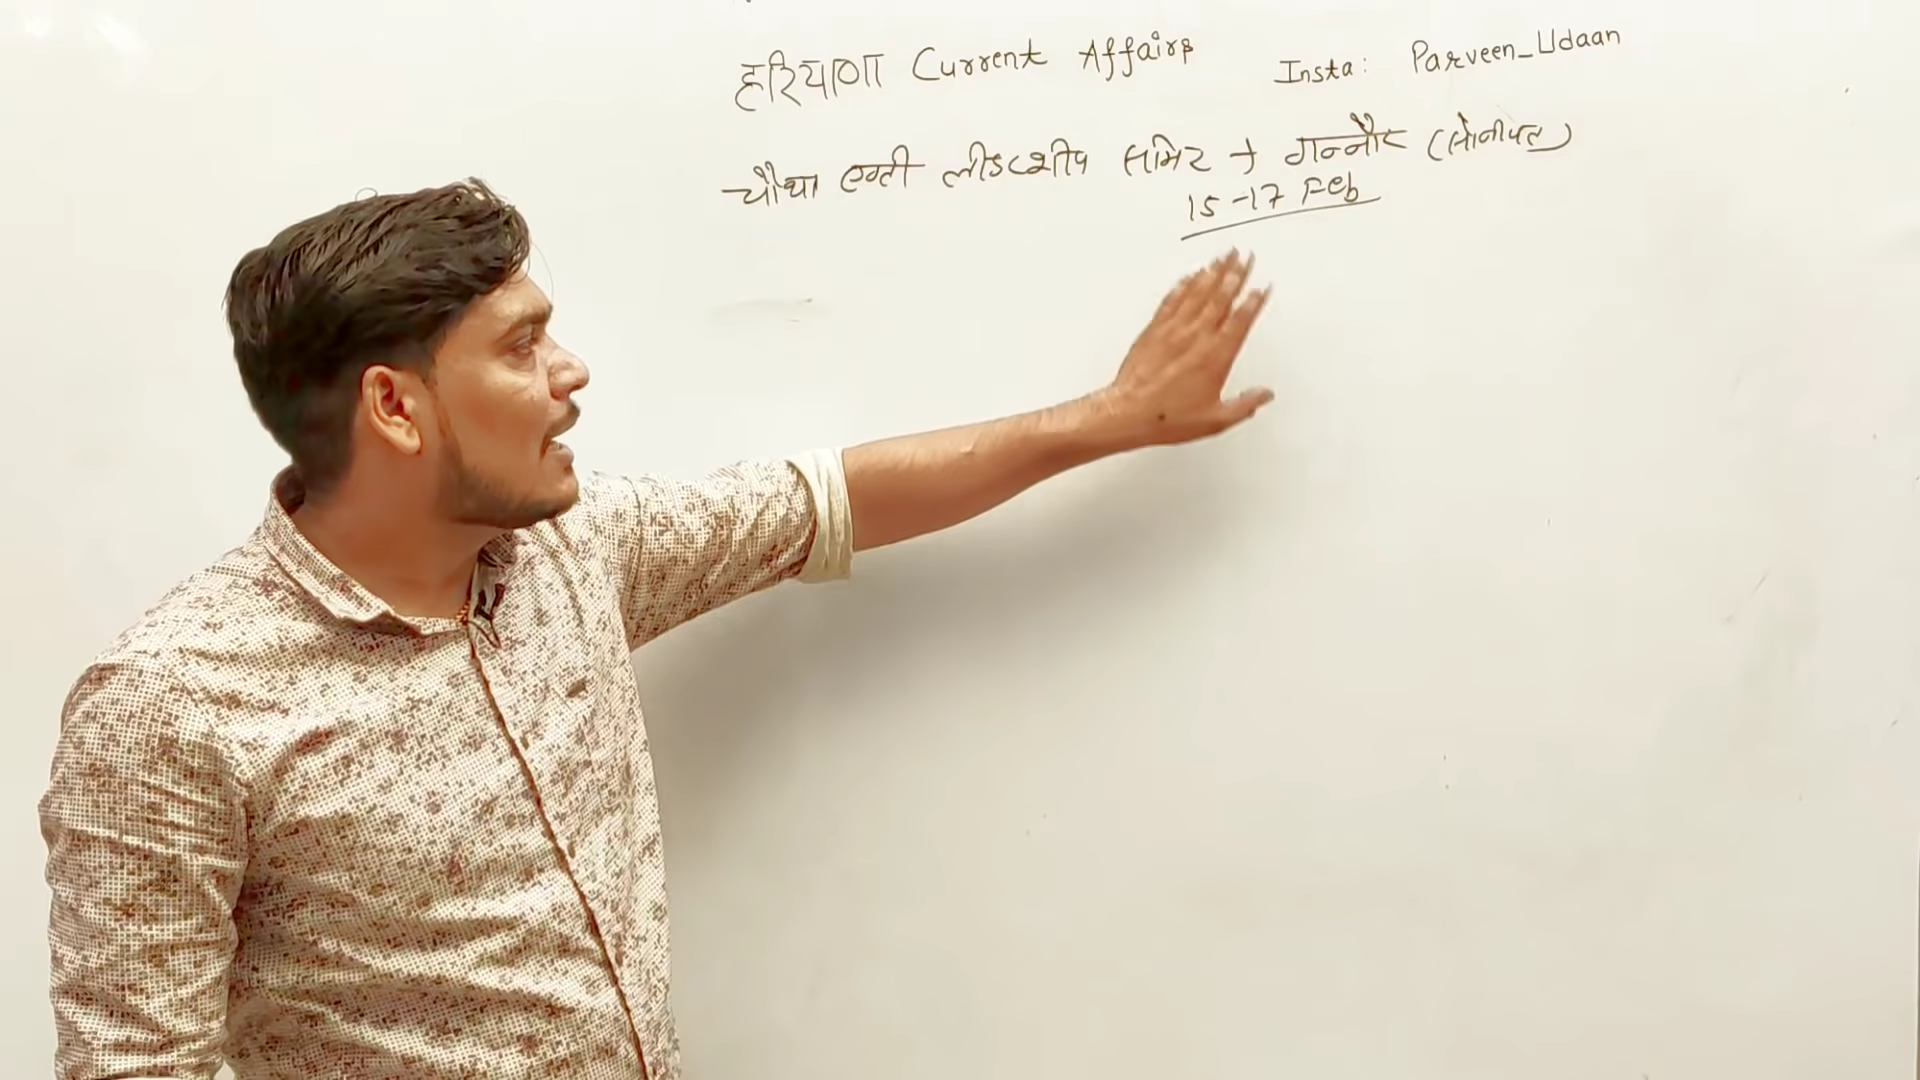 हरियाणा Current Affairs
Insta: Parveen_Udaan
चौथा एग्री लीडरशीप समिट → गन्नौर (सोनीपत)
15-17 Feb